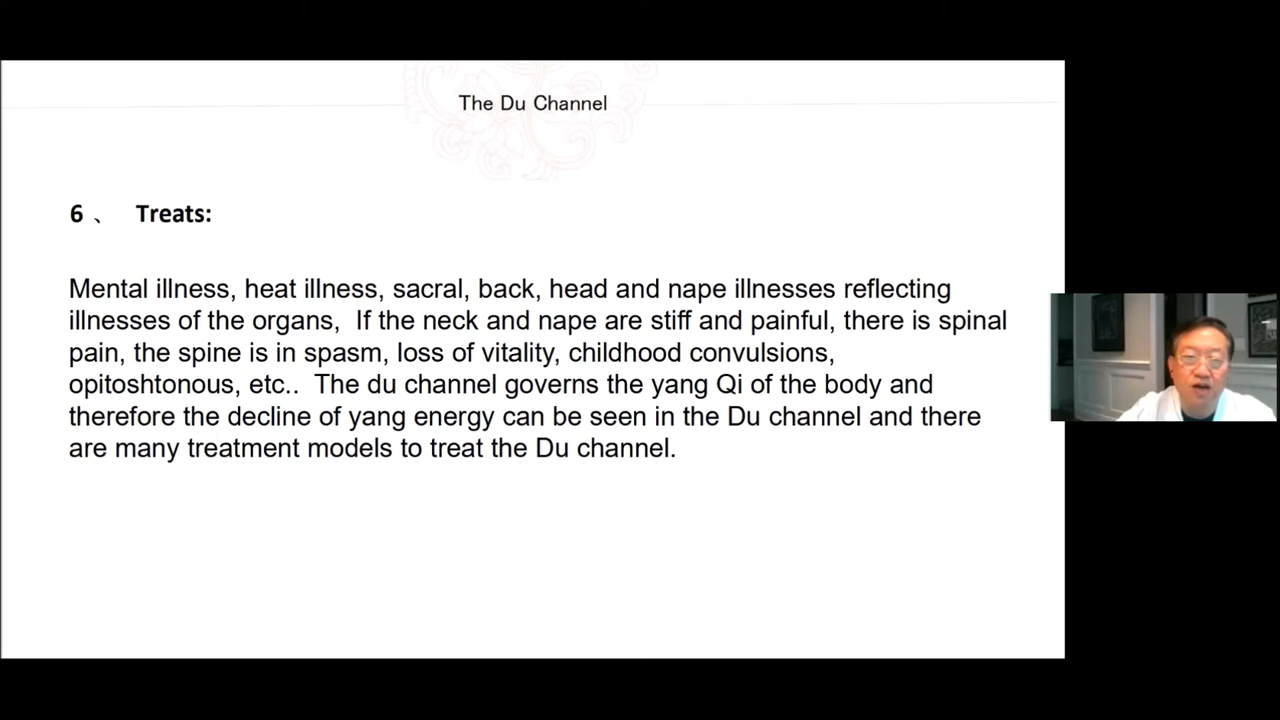 The Du Channel
6 、 Treats:
Mental illness, heat illness, sacral, back, head and nape illnesses reflecting
illnesses of the organs, If the neck and nape are stiff and painful, there is spinal
pain, the spine is in spasm, loss of vitality, childhood convulsions,
opitoshtonous, etc.. The du channel governs the yang Qi of the body and
therefore the decline of yang energy can be seen in the Du channel and there
are many treatment models to treat the Du channel.